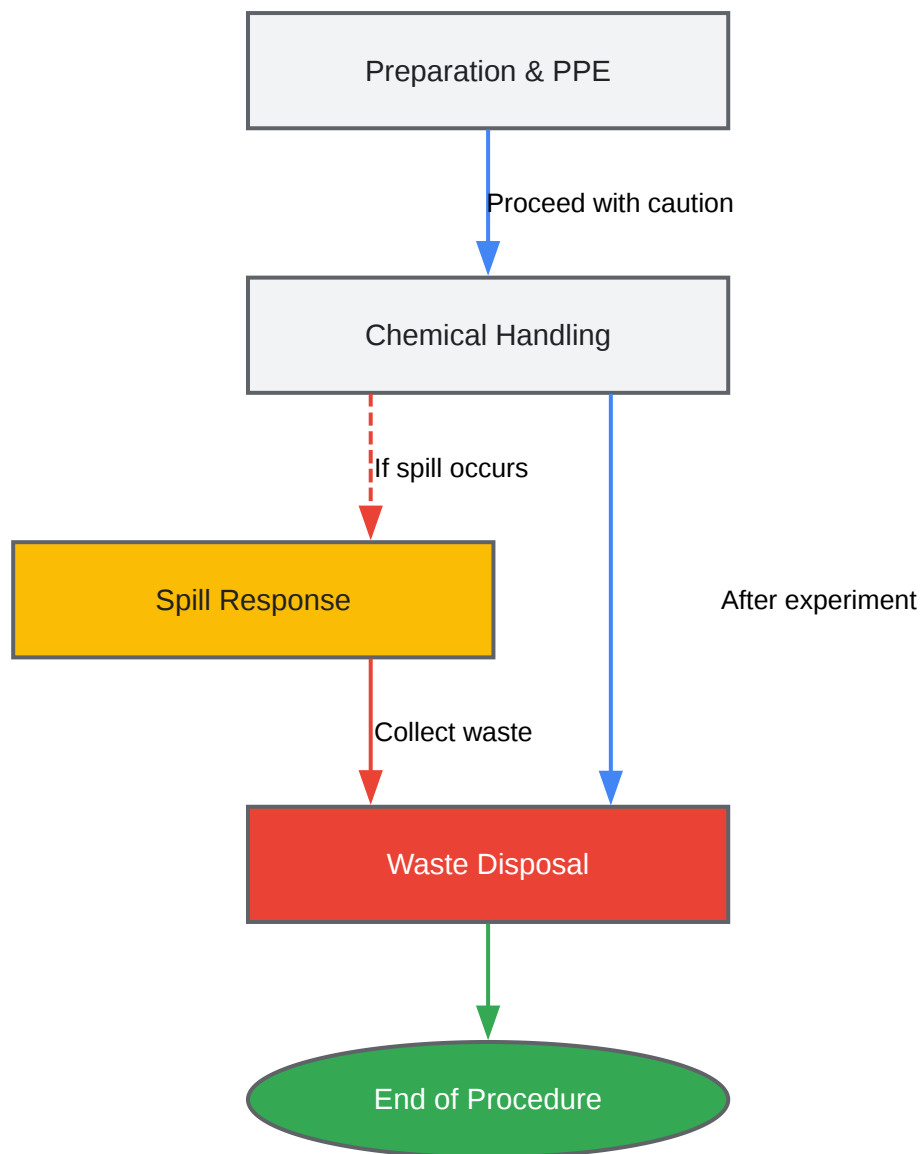 Preparation & PPE
Proceed with caution
Chemical Handling
If spill occurs
Spill Response
After experiment
Collect waste
Waste Disposal
End of Procedure